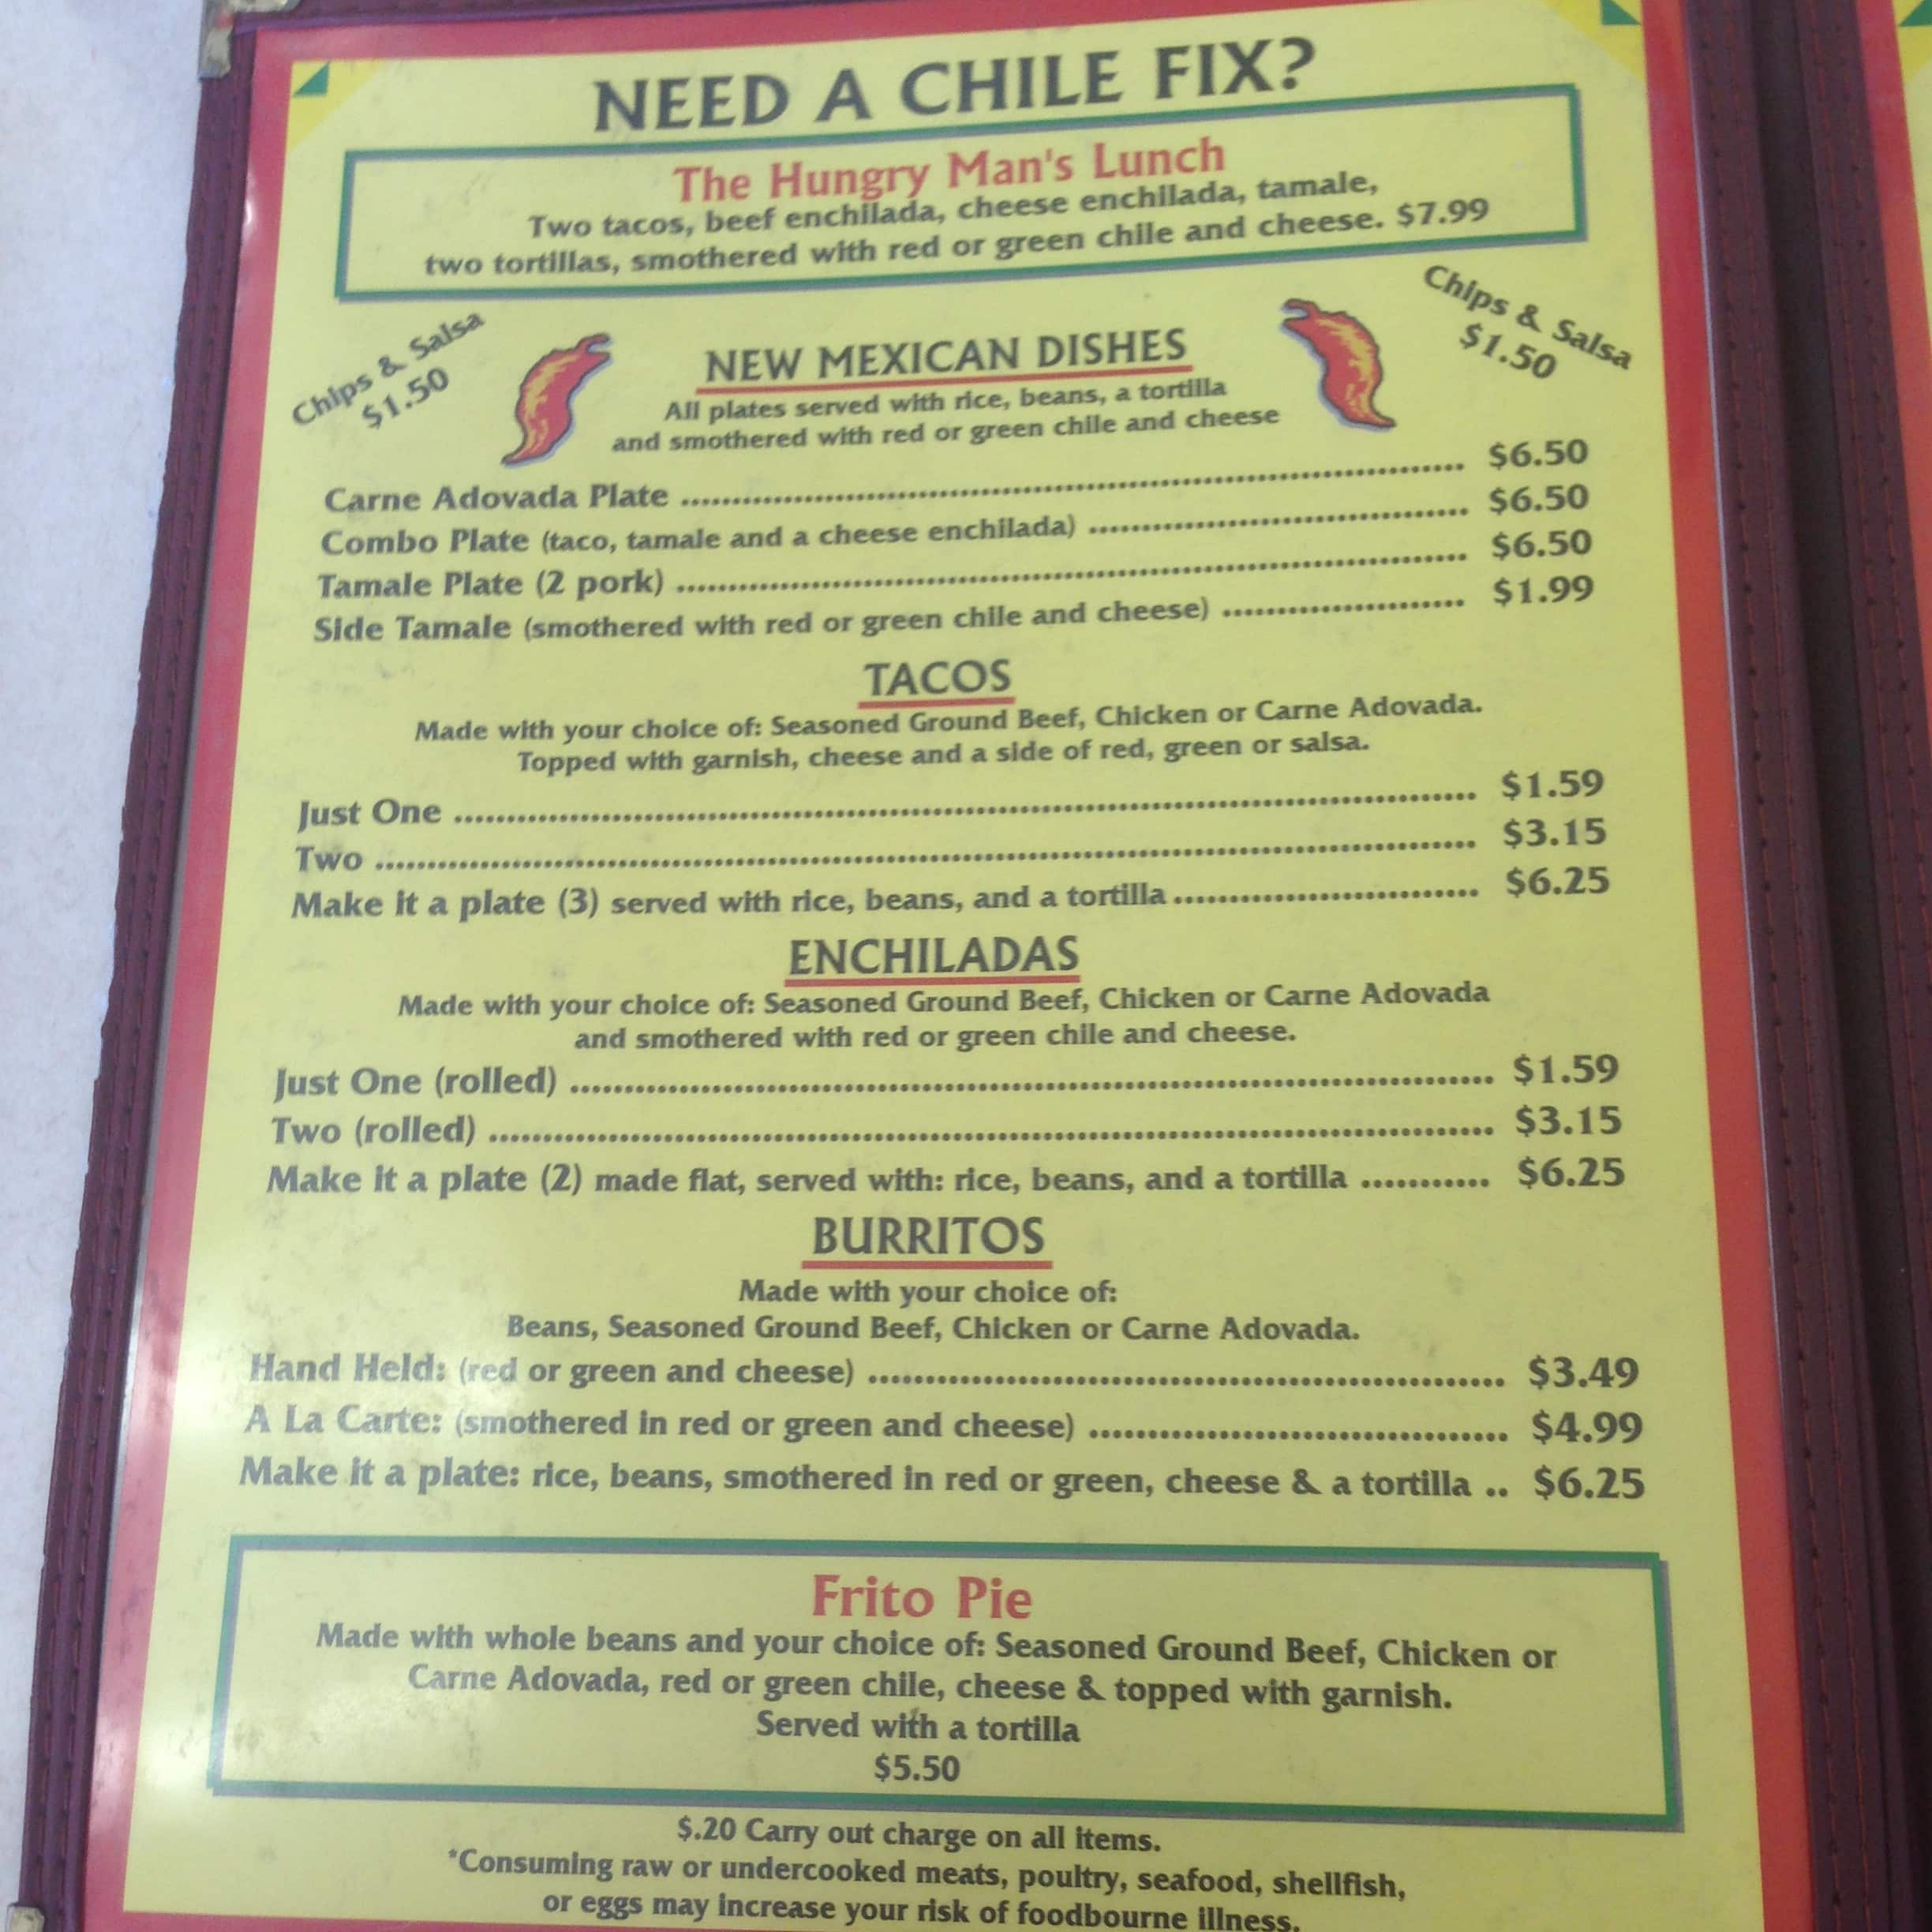 NEED A CHILE FIX?
The Hungry Man's Lunch
Two tacos, beef enchilada, cheese enchilada, tamale,
two tortillas, smothered with red or green chile and cheese. $7.99
Chips & Salsa
$1.50
Chips & Salsa
$1.50
NEW MEXICAN DISHES
All plates served with rice, beans, a tortilla
and smothered with red or green chile and cheese
Carne Adovada Plate ........ $6.50
Combo Plate (taco, tamale and a cheese enchilada) ........ $6.50
Tamale Plate (2 pork) ........ $6.50
Side Tamale (smothered with red or green chile and cheese) ........ $1.99
TACOS
Made with your choice of: Seasoned Ground Beef, Chicken or Carne Adovada.
Topped with garnish, cheese and a side of red, green or salsa.
Just One ........ $1.59
Two ........ $3.15
Make it a plate (3) served with rice, beans, and a tortilla ........ $6.25
ENCHILADAS
Made with your choice of: Seasoned Ground Beef, Chicken or Carne Adovada
and smothered with red or green chile and cheese.
Just One (rolled) ........ $1.59
Two (rolled) ........ $3.15
Make it a plate (2) made flat, served with: rice, beans, and a tortilla ........ $6.25
BURRITOS
Made with your choice of:
Beans, Seasoned Ground Beef, Chicken or Carne Adovada.
Hand Held: (red or green and cheese) ........ $3.49
A La Carte: (smothered in red or green and cheese) ........ $4.99
Make it a plate: rice, beans, smothered in red or green, cheese & a tortilla .. $6.25
Frito Pie
Made with whole beans and your choice of: Seasoned Ground Beef, Chicken or
Carne Adovada, red or green chile, cheese & topped with garnish.
Served with a tortilla
$5.50
$.20 Carry out charge on all items.
*Consuming raw or undercooked meats, poultry, seafood, shellfish,
or eggs may increase your risk of foodbourne illness.